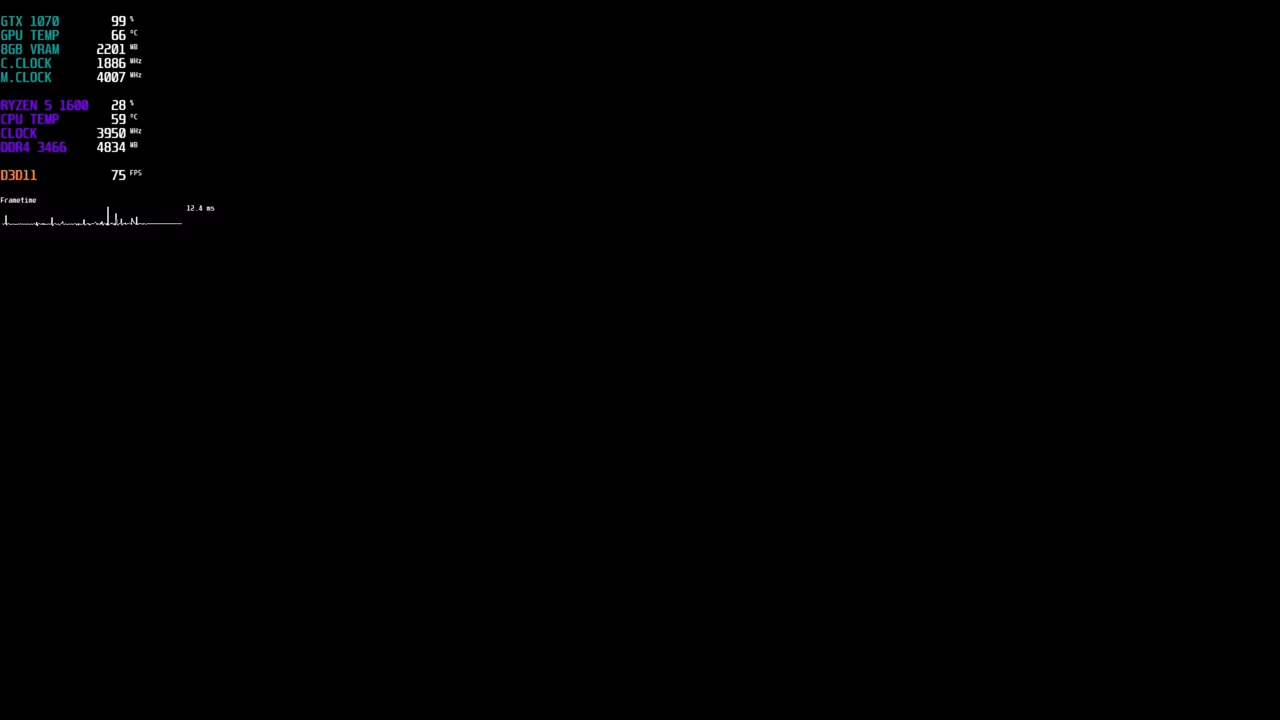 GTX 1070 99 %
GPU TEMP 66 °C
8GB VRAM 2201 MB
C.CLOCK 1886 MHz
M.CLOCK 4007 MHz
RYZEN 5 1600 28 %
CPU TEMP 59 °C
CLOCK 3950 MHz
DDR4 3466 4834 MB
D3D11 75 FPS
Frametime
12.4 ms